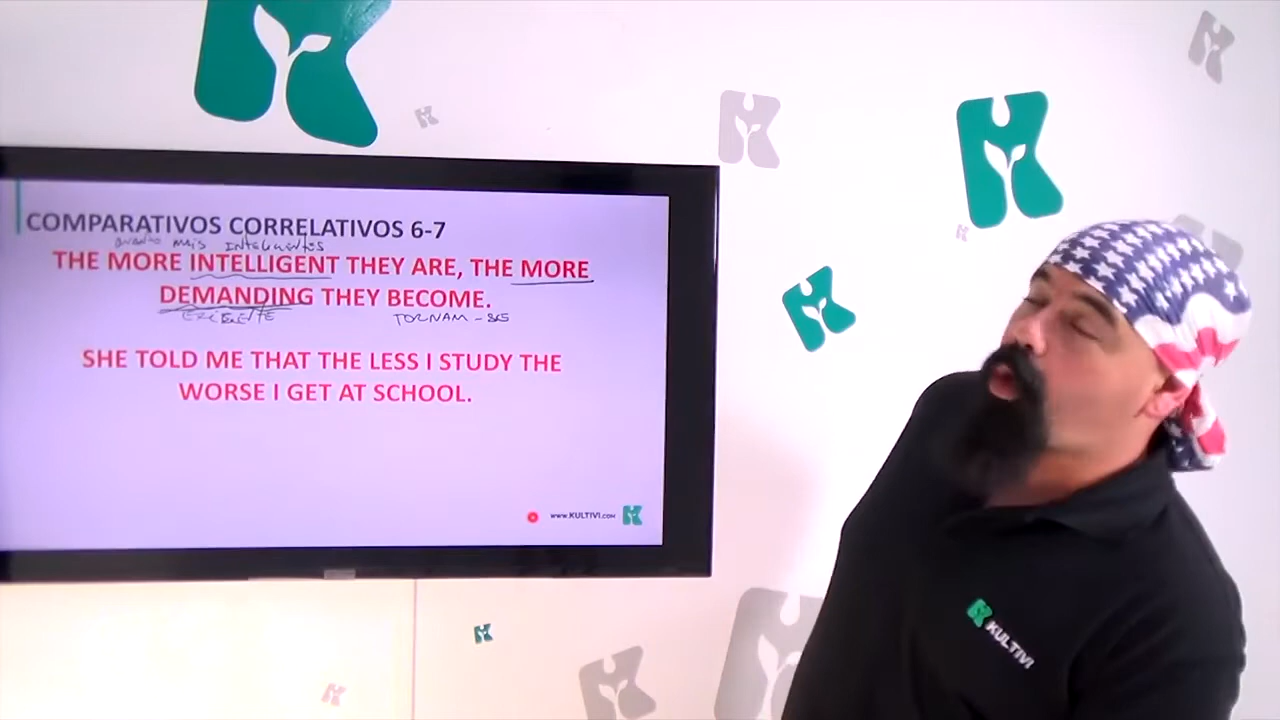 COMPARATIVOS CORRELATIVOS 6-7
quanto mais inteligentes
THE MORE INTELLIGENT THEY ARE, THE MORE
DEMANDING THEY BECOME.
TORNAM-SE
SHE TOLD ME THAT THE LESS I STUDY THE
WORSE I GET AT SCHOOL.
www.KULTIVI.com
KULTIVI